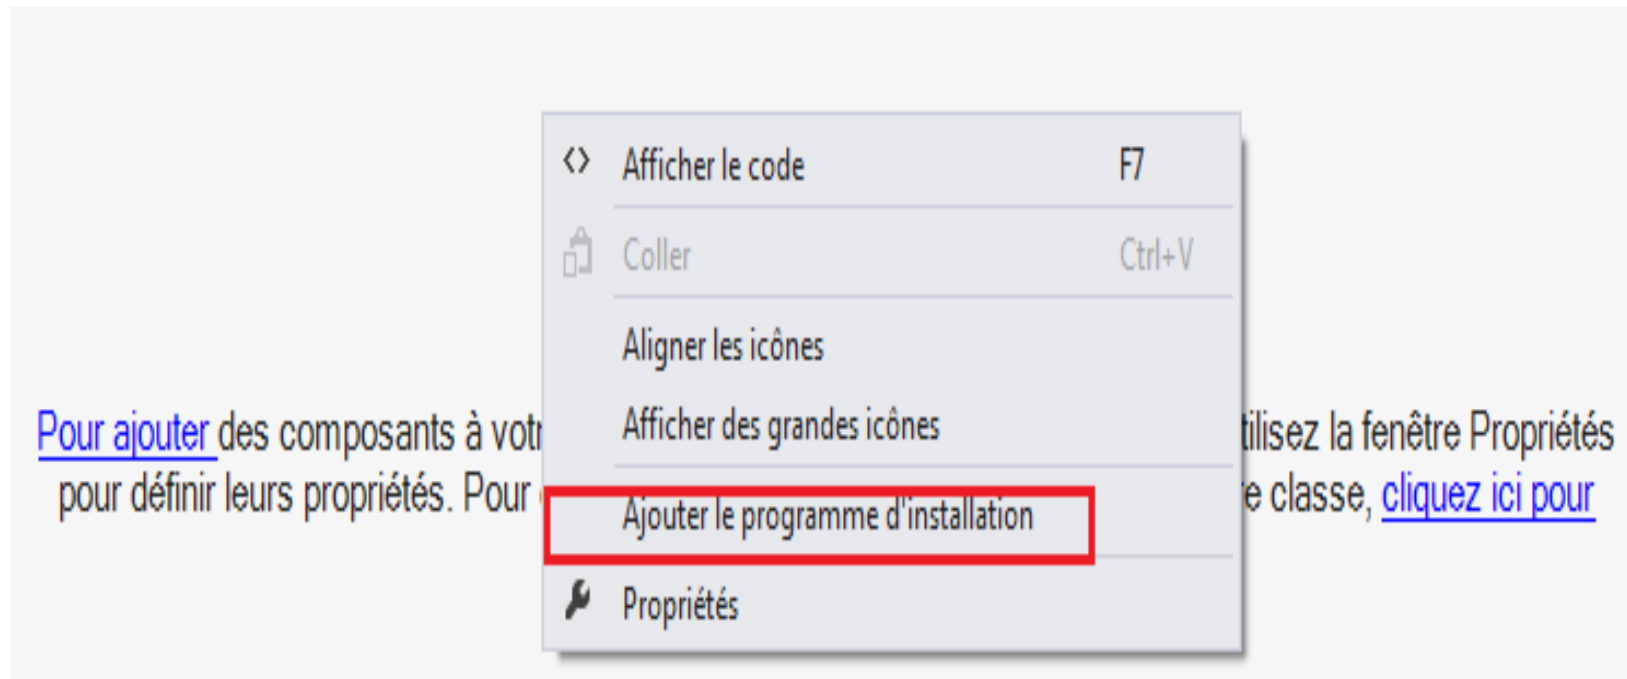 Afficher le code F7
Coller Ctrl+V
Aligner les icônes
Afficher des grandes icônes
Pour ajouter des composants à tilisez la fenêtre Propriétés
pour définir leurs propriétés. Pour classe, cliquez ici pour
Ajouter le programme d'installation
Propriétés